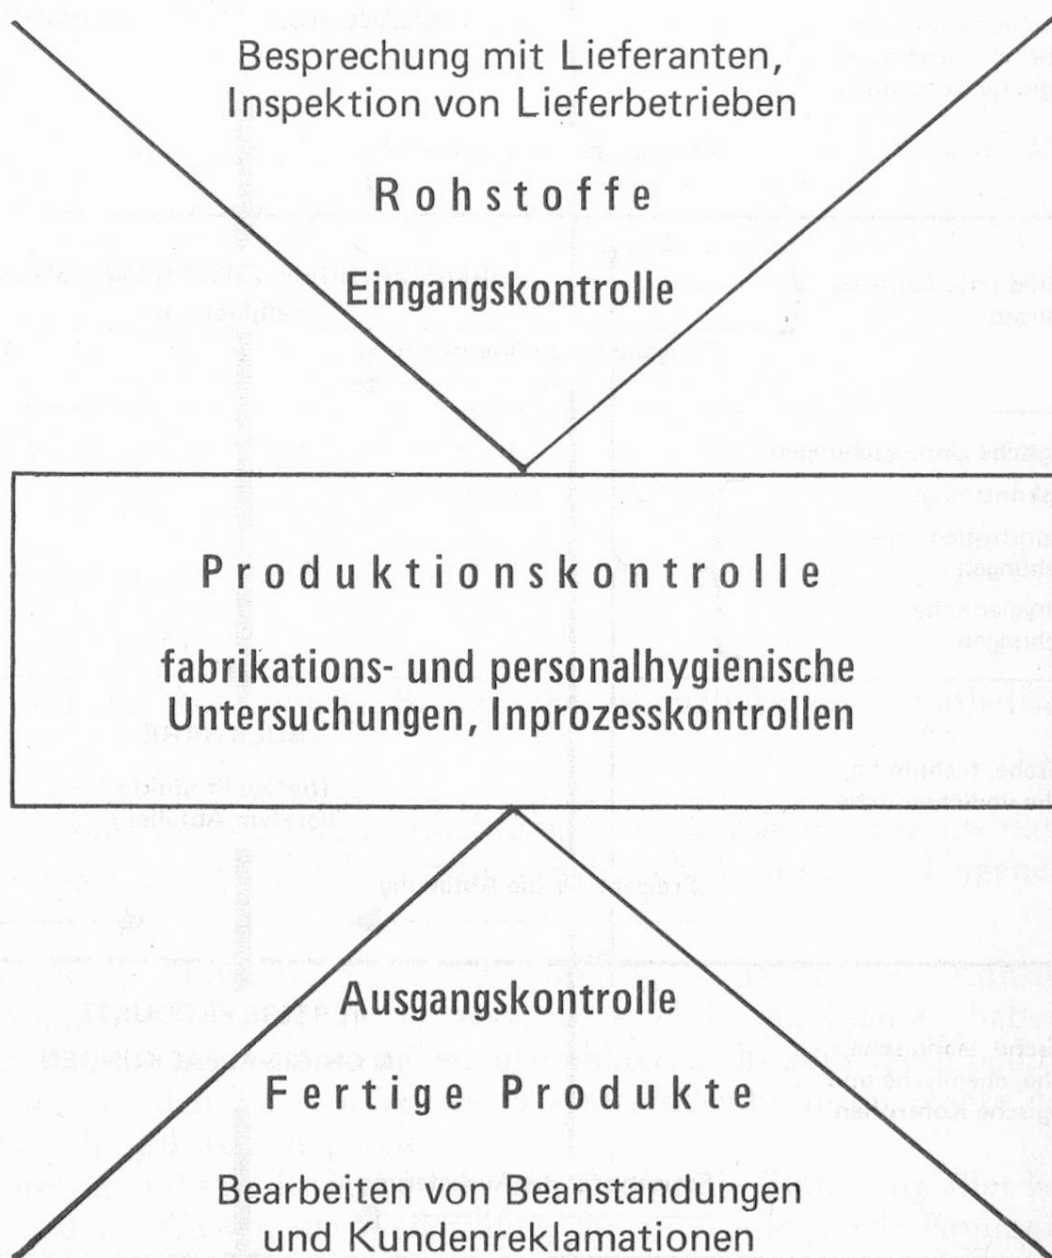 Besprechung mit Lieferanten,
Inspektion von Lieferbetrieben
Rohstoffe
Eingangskontrolle
Produktionskontrolle
fabrikations- und personalhygienische
Untersuchungen, Inprozesskontrollen
Ausgangskontrolle
Fertige Produkte
Bearbeiten von Beanstandungen
und Kundenreklamationen